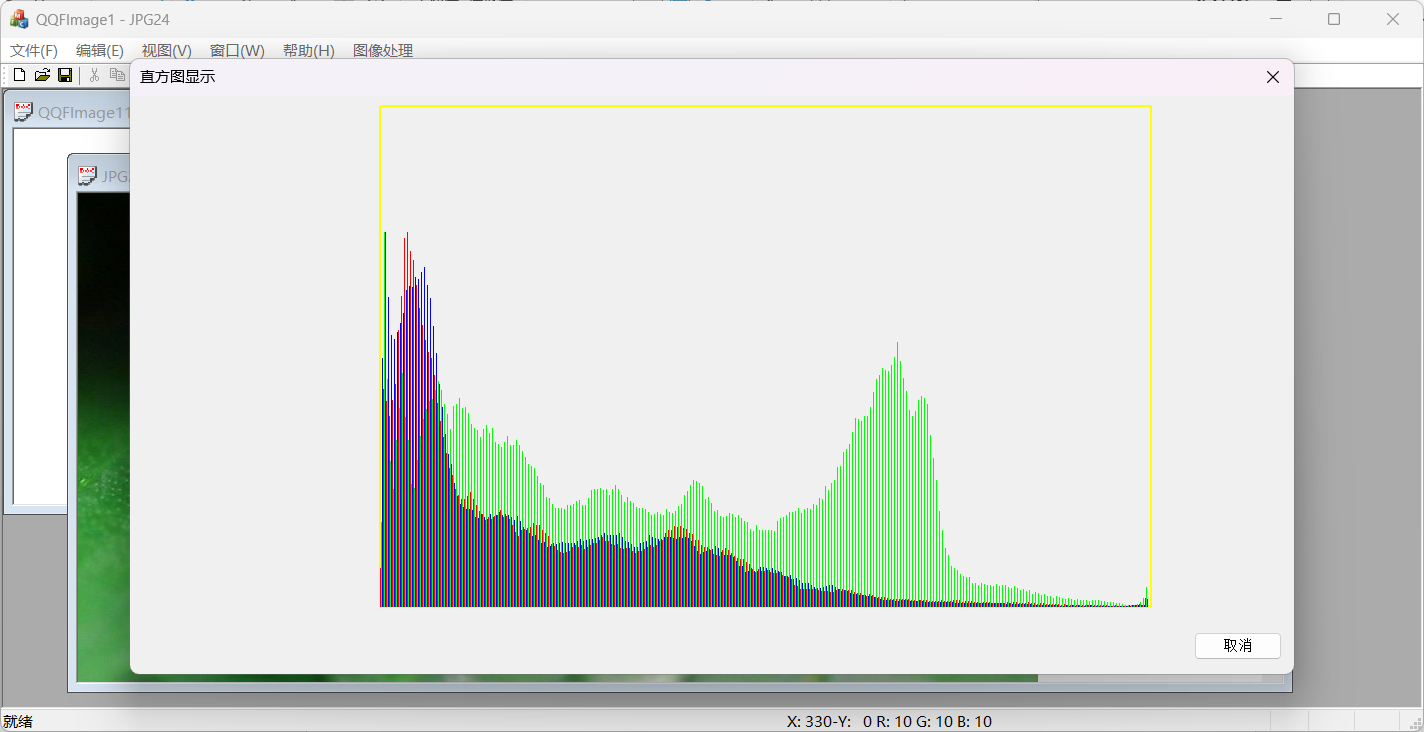 QQFImage1 - JPG24
文件(F) 编辑(E) 视图(V) 窗口(W) 帮助(H) 图像处理
直方图显示
QQFImage11
JPG
取消
就绪
X: 330-Y: 0 R: 10 G: 10 B: 10